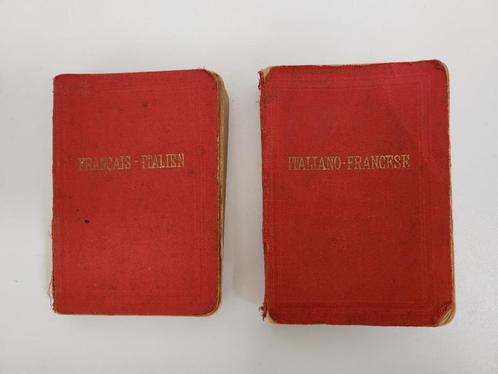 FRANÇAIS - ITALIEN
ITALIANO - FRANCESE